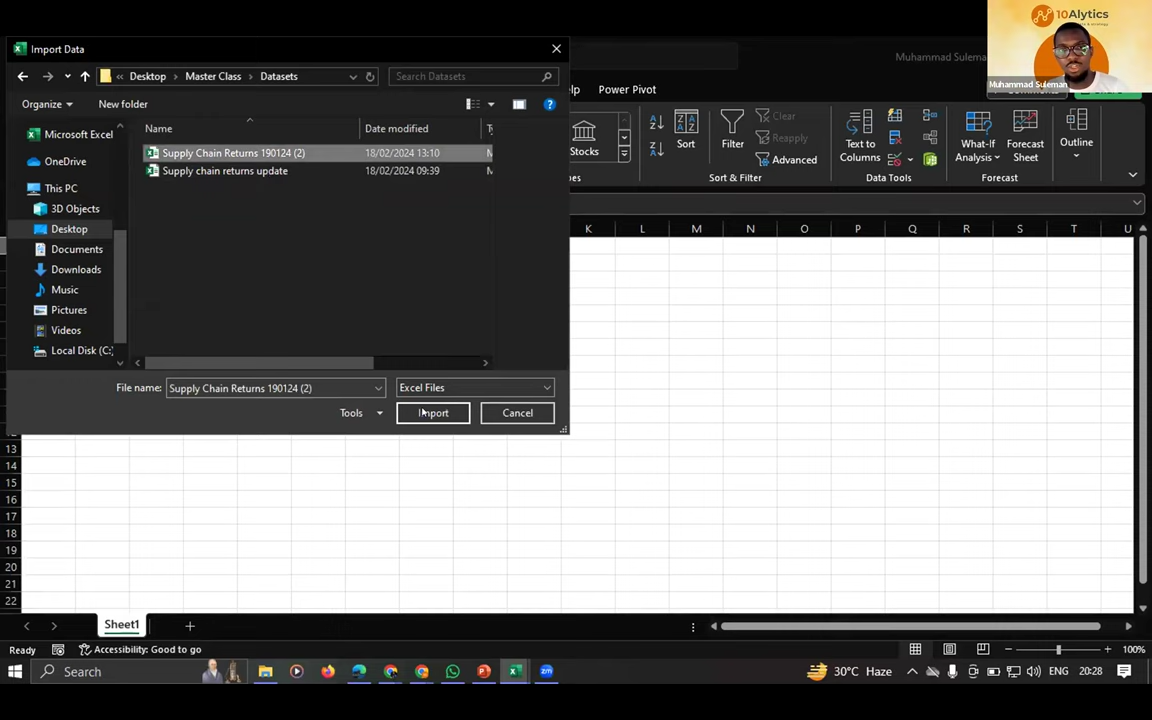 Import Data
10Alytics
Muhammad Suleman
Muhammad Suleman
Desktop
Master Class
Datasets
Search Datasets
lp
Power Pivot
Organize
New folder
Name
Date modified
Microsoft Excel
OneDrive
This PC
3D Objects
Desktop
Documents
Downloads
Music
Pictures
Videos
Local Disk (C:)
Supply Chain Returns 190124 (2)
18/02/2024 13:10
Supply chain returns update
18/02/2024 09:39
File name:
Supply Chain Returns 190124 (2)
Excel Files
Tools
Import
Cancel
Stocks
Sort
Filter
Clear
Reapply
Advanced
Sort & Filter
Text to
Columns
Data Tools
What-If
Analysis
Forecast
Sheet
Forecast
Outline
K L M N O P Q R S T U
13
14
15
16
17
18
19
20
21
22
Sheet1
Ready
Accessibility: Good to go
100%
Search
30°C Haze
ENG
20:28